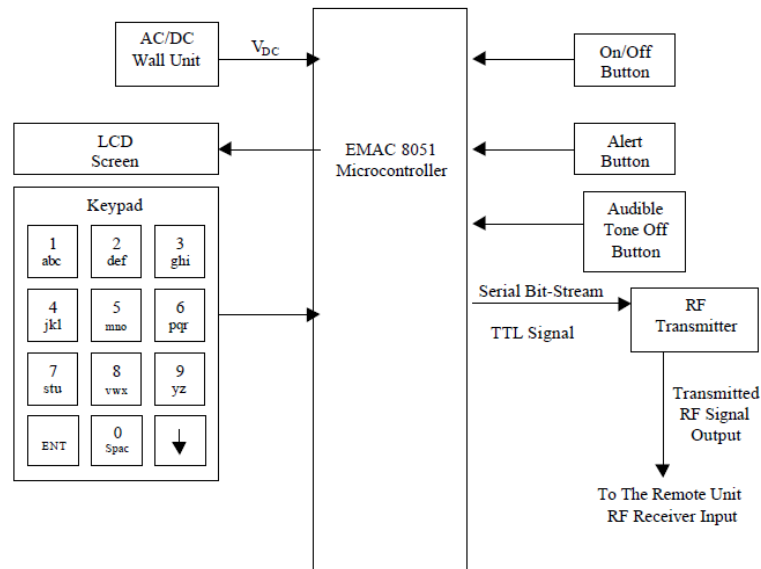 AC/DC
Wall Unit
V_DC
LCD
Screen
Keypad
1
abc
2
def
3
ghi
4
jkl
5
mno
6
pqr
7
stu
8
vwx
9
yz
ENT
0
Spac
EMAC 8051
Microcontroller
On/Off
Button
Alert
Button
Audible
Tone Off
Button
Serial Bit-Stream
TTL Signal
RF
Transmitter
Transmitted
RF Signal
Output
To The Remote Unit
RF Receiver Input